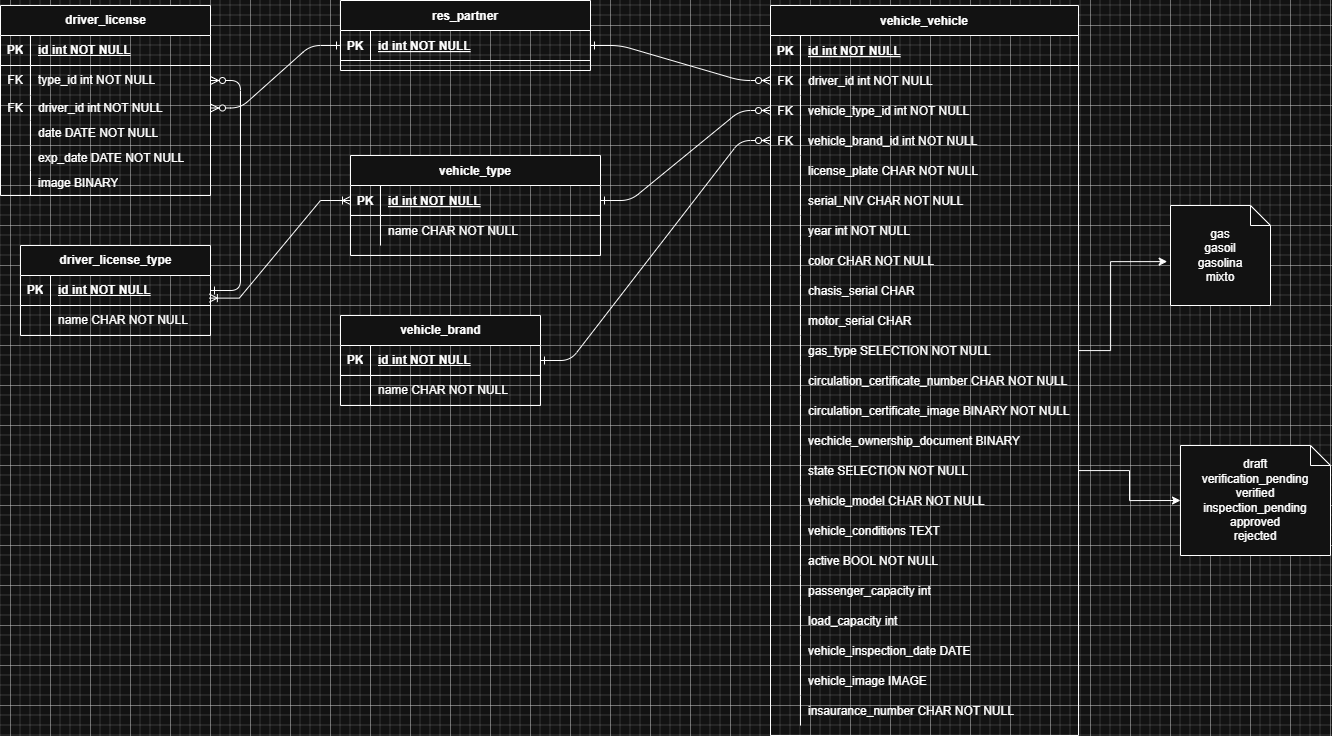 driver_license
PK id int NOT NULL
FK type_id int NOT NULL
FK driver_id int NOT NULL
date DATE NOT NULL
exp_date DATE NOT NULL
image BINARY
driver_license_type
PK id int NOT NULL
name CHAR NOT NULL
res_partner
PK id int NOT NULL
vehicle_type
PK id int NOT NULL
name CHAR NOT NULL
vehicle_brand
PK id int NOT NULL
name CHAR NOT NULL
vehicle_vehicle
PK id int NOT NULL
FK driver_id int NOT NULL
FK vehicle_type_id int NOT NULL
FK vehicle_brand_id int NOT NULL
license_plate CHAR NOT NULL
serial_NIV CHAR NOT NULL
year int NOT NULL
color CHAR NOT NULL
chasis_serial CHAR
motor_serial CHAR
gas_type SELECTION NOT NULL
circulation_certificate_number CHAR NOT NULL
circulation_certificate_image BINARY NOT NULL
vechicle_ownership_document BINARY
state SELECTION NOT NULL
vehicle_model CHAR NOT NULL
vehicle_conditions TEXT
active BOOL NOT NULL
passenger_capacity int
load_capacity int
vehicle_inspection_date DATE
vehicle_image IMAGE
insaurance_number CHAR NOT NULL
gas
gasoil
gasolina
mixto
draft
verification_pending
verified
inspection_pending
approved
rejected